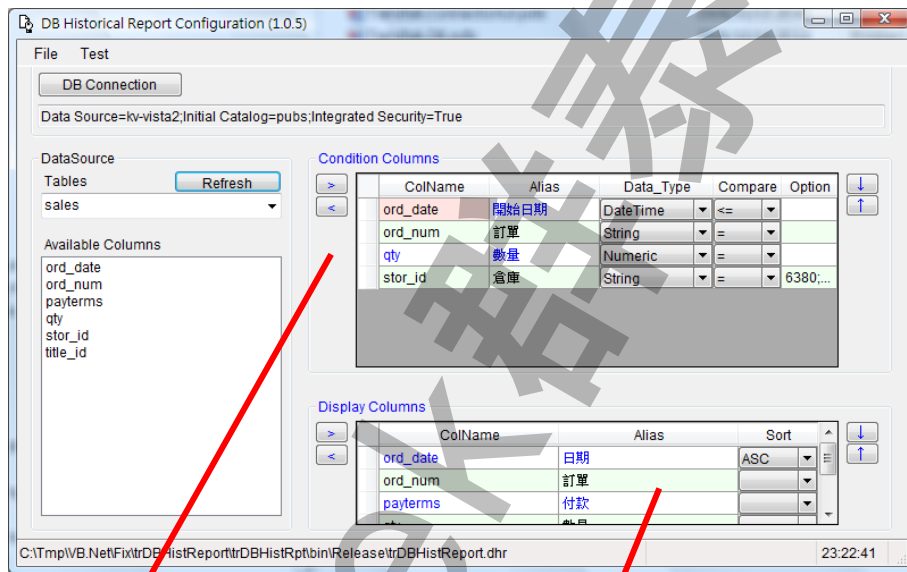 DB Historical Report Configuration (1.0.5)
File Test
DB Connection
Data Source=kv-vista2;Initial Catalog=pubs;Integrated Security=True
DataSource
Tables Refresh
sales
Available Columns
ord_date
ord_num
payterms
qty
stor_id
title_id
Condition Columns
> <
ColName Alias Data_Type Compare Option
ord_date 開始日期 DateTime <=
ord_num 訂單 String =
qty 數量 Numeric =
stor_id 倉庫 String = 6380;...
↓ ↑
Display Columns
> <
ColName Alias Sort
ord_date 日期 ASC
ord_num 訂單
payterms 付款
↓ ↑
C:\Tmp\VB.Net\Fix\trDBHistReport\trDBHistRpt\bin\Release\trDBHistReport.dhr 23:22:41